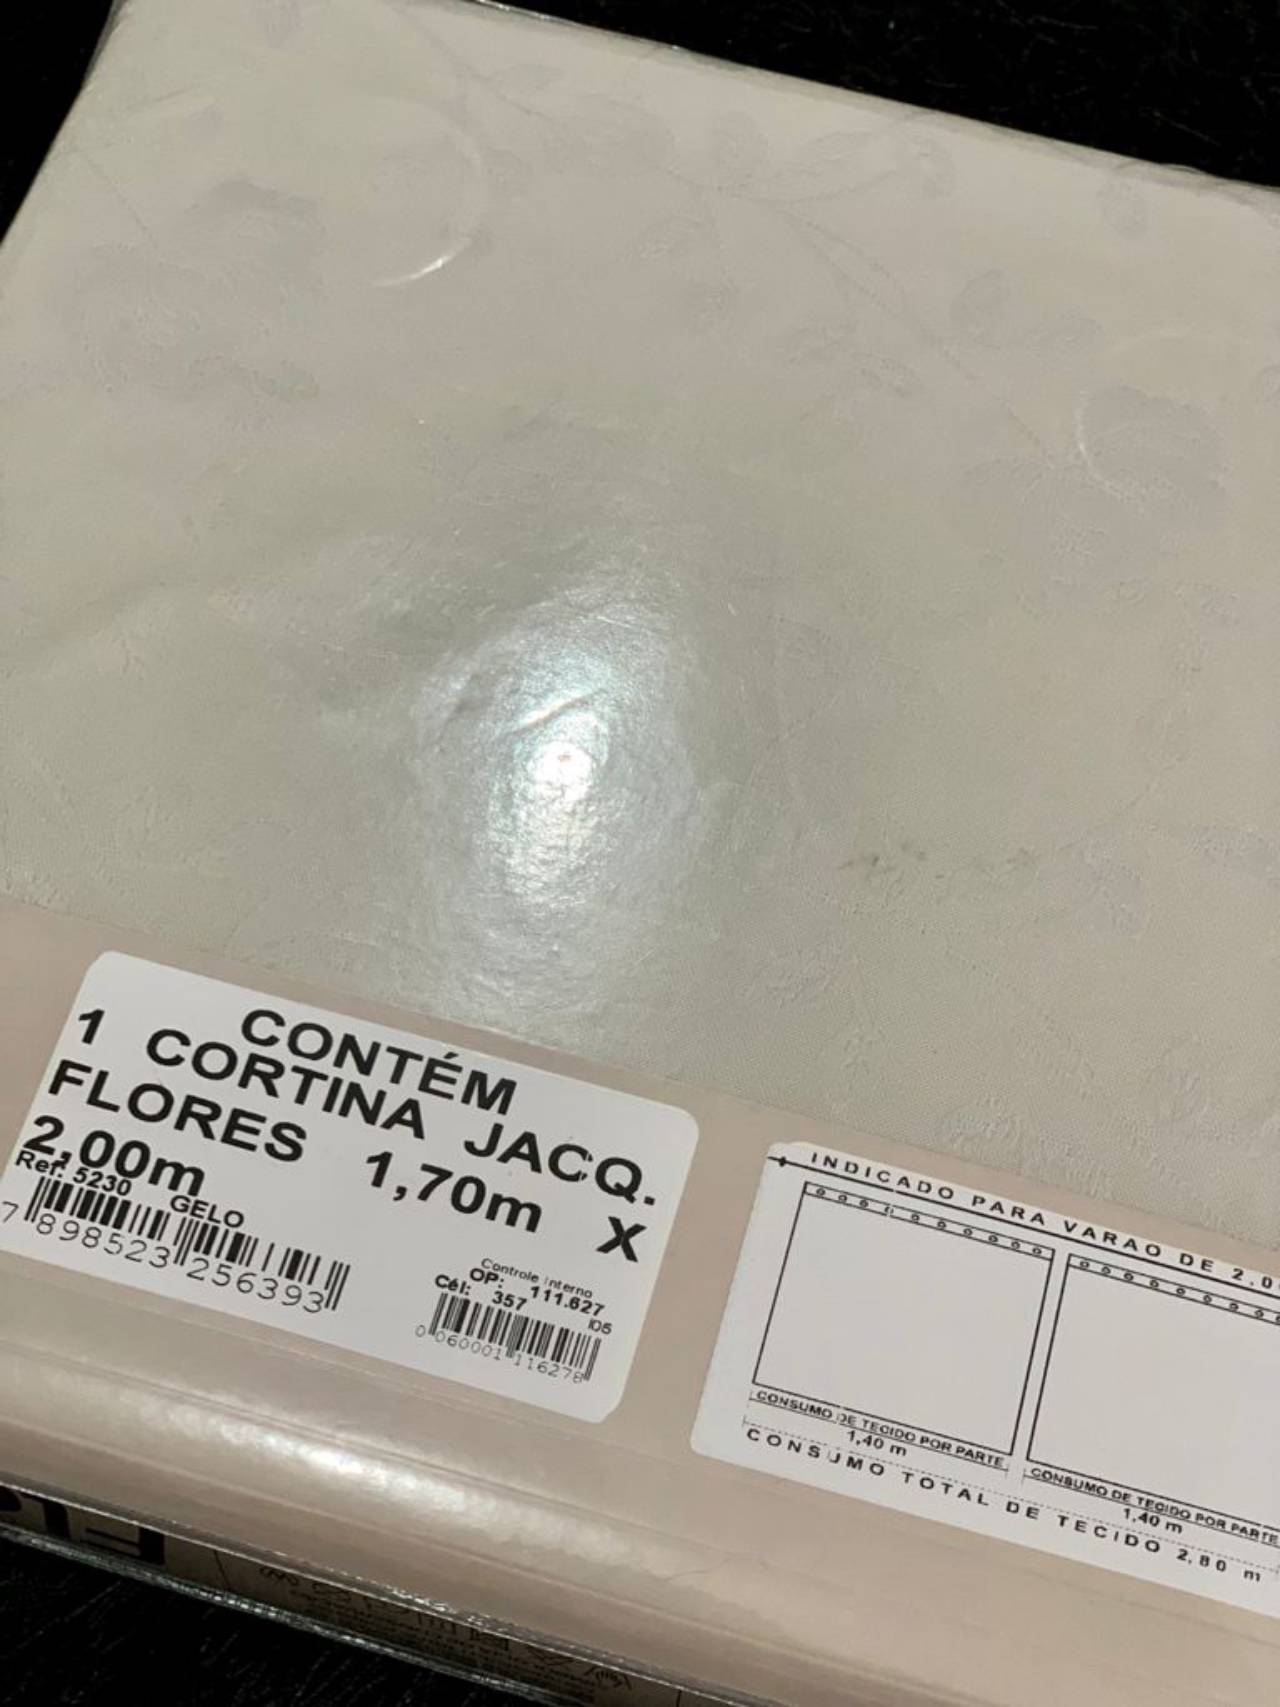 CONTÉM
1 CORTINA JACQ.
FLORES 1,70m X
2,00m
Ref: 5230 GELO
7 898523 256393
Controle Interno
OP: 111.627
Cél: 357 ID5
0 060001 116278
INDICADO PARA VARAO DE 2.0
CONSUMO DE TECIDO POR PARTE
1,40 m
CONSUMO DE TECIDO POR PARTE
1,40 m
CONSUMO TOTAL DE TECIDO 2,80 m